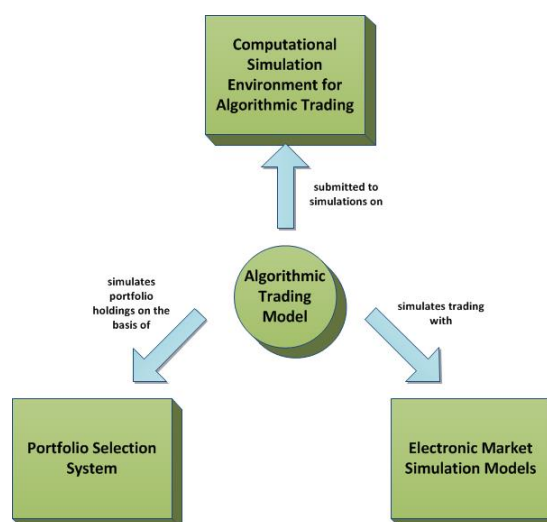 Computational
Simulation
Environment for
Algorithmic Trading
submitted to
simulations on
Algorithmic
Trading
Model
simulates
portfolio
holdings on the
basis of
simulates trading
with
Portfolio Selection
System
Electronic Market
Simulation Models